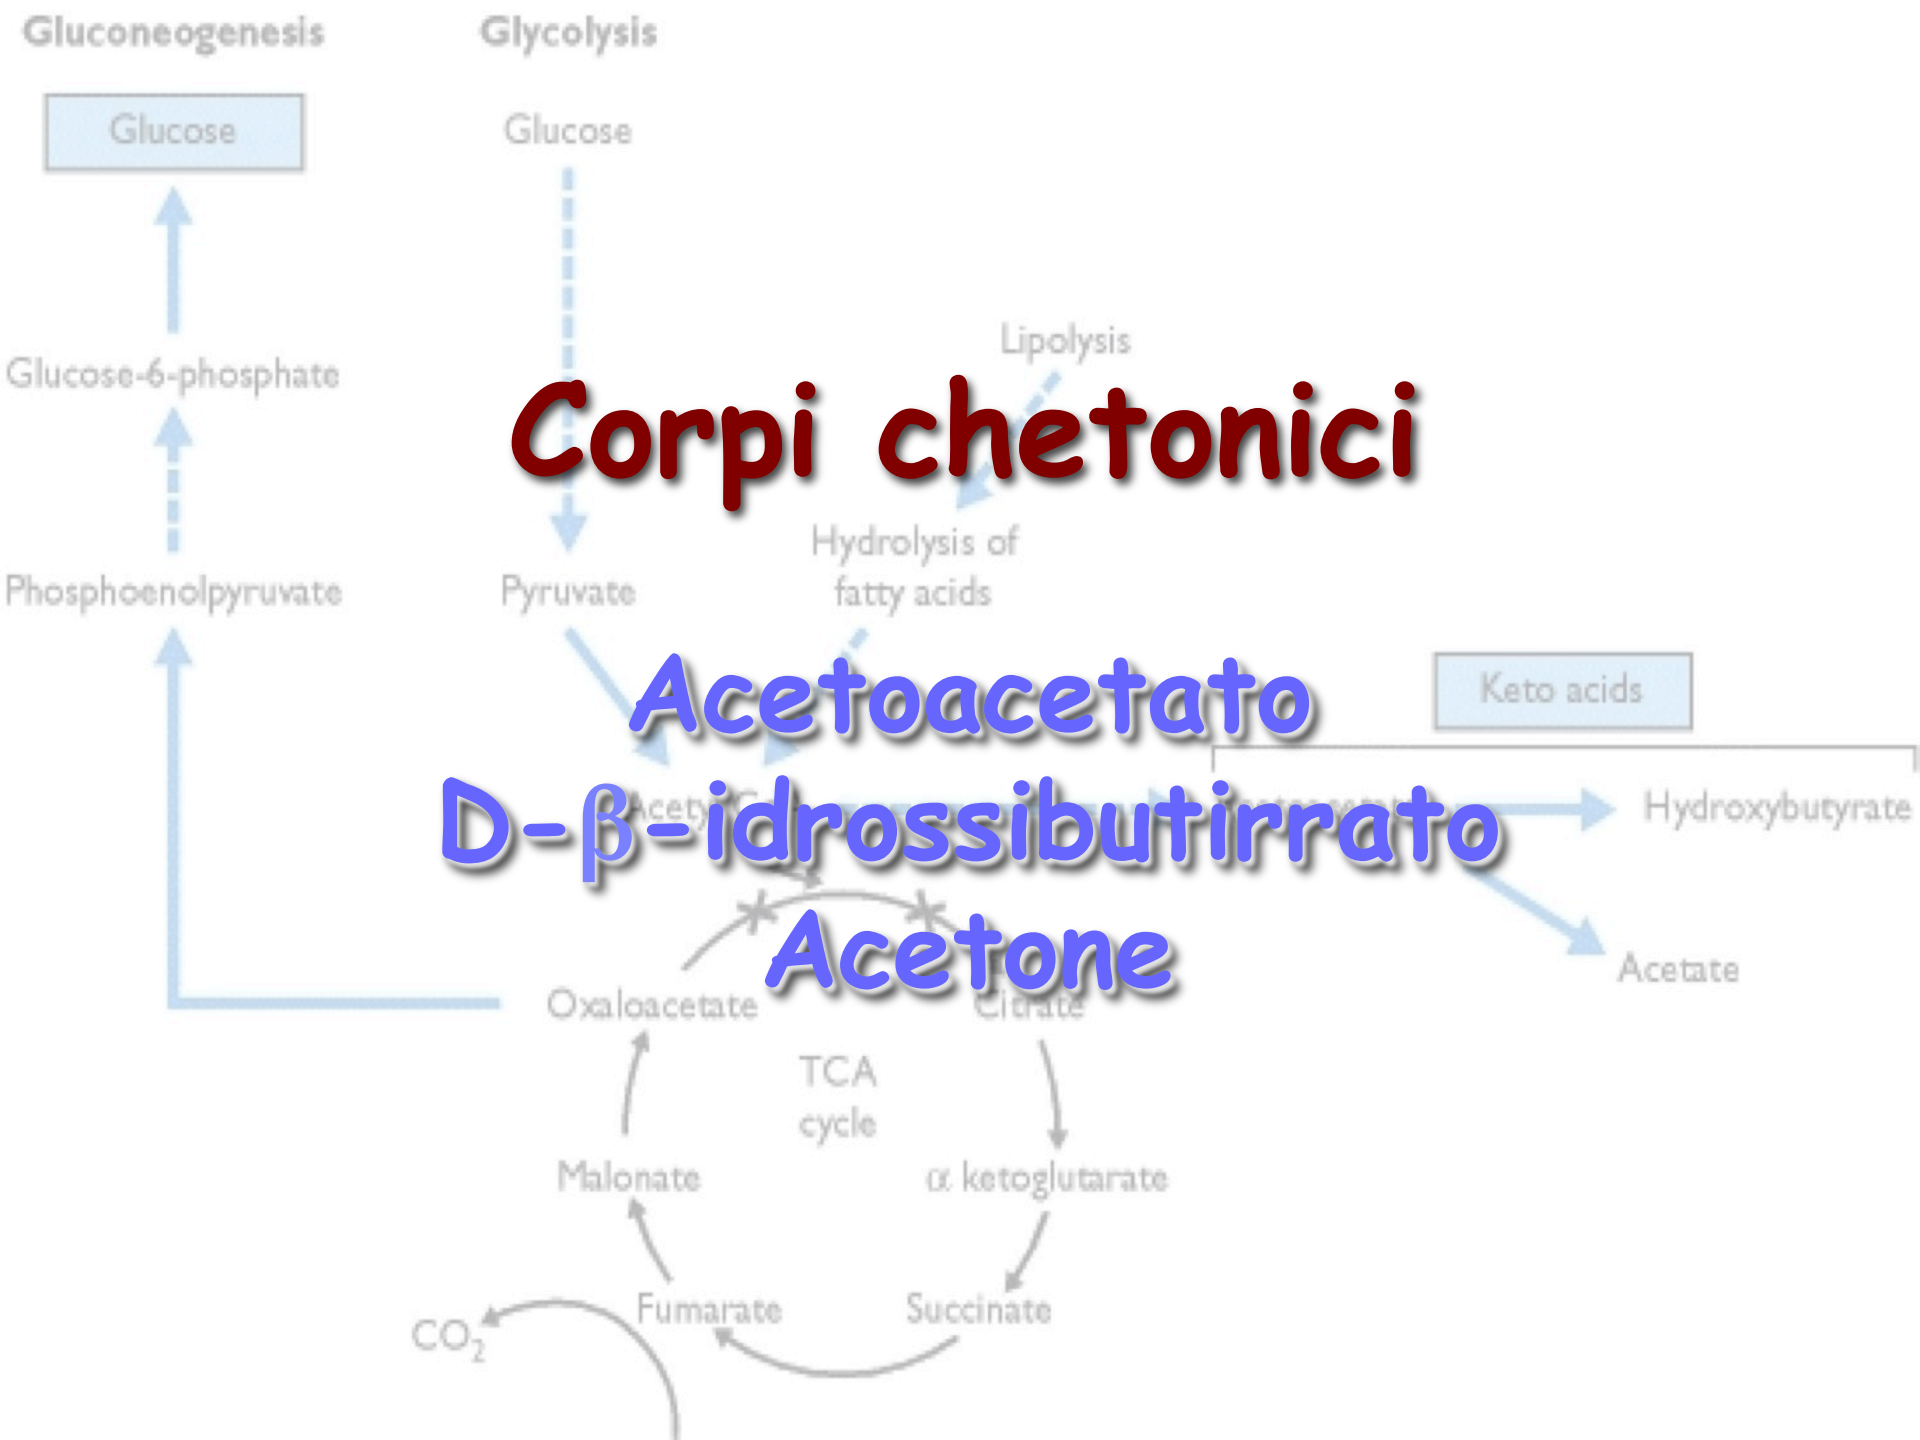 Gluconeogenesis
Glycolysis
Glucose
Glucose
Lipolysis
Glucose-6-phosphate
Corpi chetonici
Hydrolysis of
fatty acids
Phosphoenolpyruvate
Pyruvate
Acetoacetato
Keto acids
D-β-idrossibutirrato
Hydroxybutyrate
Acetone
Acetate
Oxaloacetate
Citrate
TCA
cycle
Malonate
α ketoglutarate
Fumarate
Succinate
CO₂